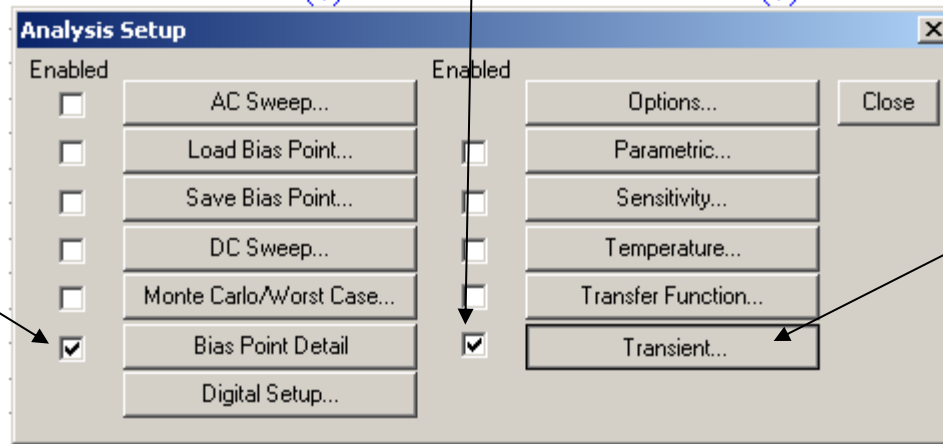 Analysis Setup
Enabled Enabled
AC Sweep... Options... Close
Load Bias Point... Parametric...
Save Bias Point... Sensitivity...
DC Sweep... Temperature...
Monte Carlo/Worst Case... Transfer Function...
Bias Point Detail Transient...
Digital Setup...